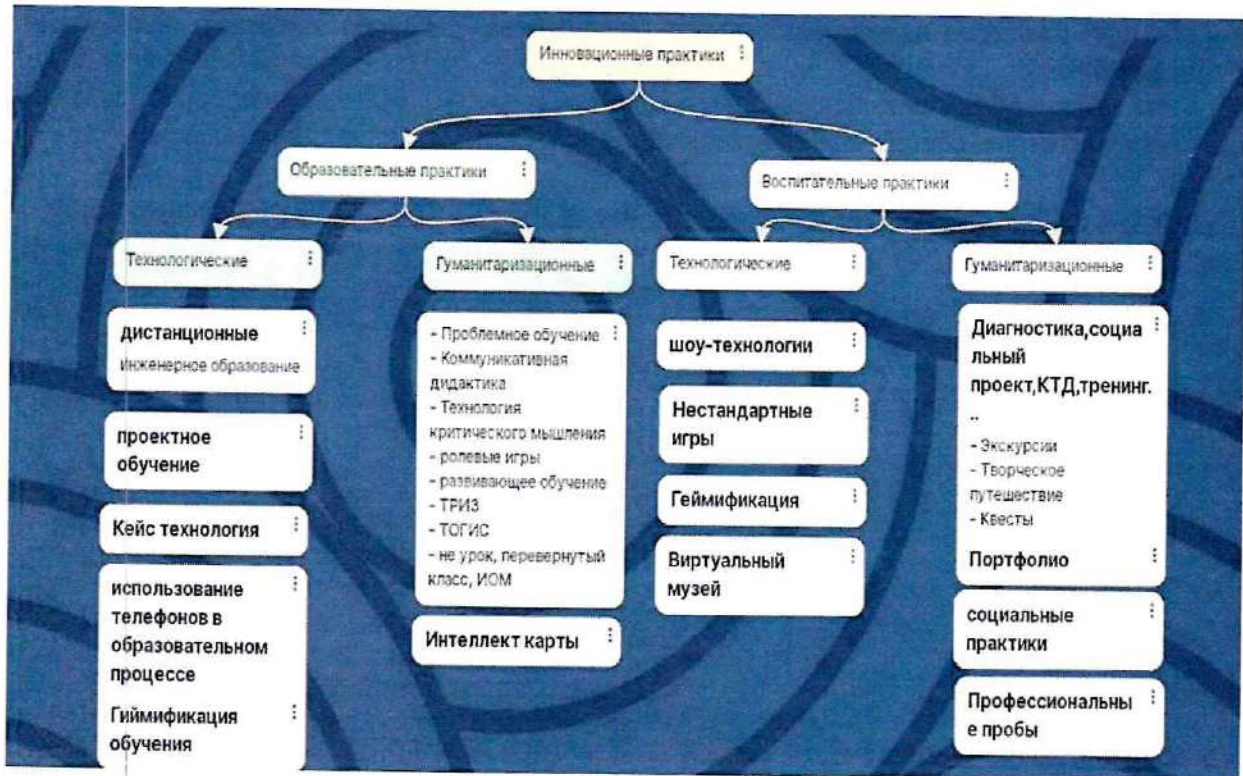 Инновационные практики
Образовательные практики
Воспитательные практики
Технологические
Гуманитаризационные
Технологические
Гуманитаризационные
дистанционные
инженерное образование
проектное
обучение
Кейс технология
использование
телефонов в
образовательном
процессе
Гиймификация
обучения
- Проблемное обучение
- Коммуникативная
дидактика
- Технология
критического мышления
- ролевые игры
- развивающее обучение
- ТРИЗ
- ТОГИС
- не урок, перевернутый
класс, ИОМ
Интеллект карты
шоу-технологии
Нестандартные
игры
Геймификация
Виртуальный
музей
Диагностика,социа
льный
проект,КТД,тренинг.
..
- Экскурсии
- Творческое
путешествие
- Квесты
Портфолио
социальные
практики
Профессиональны
е пробы